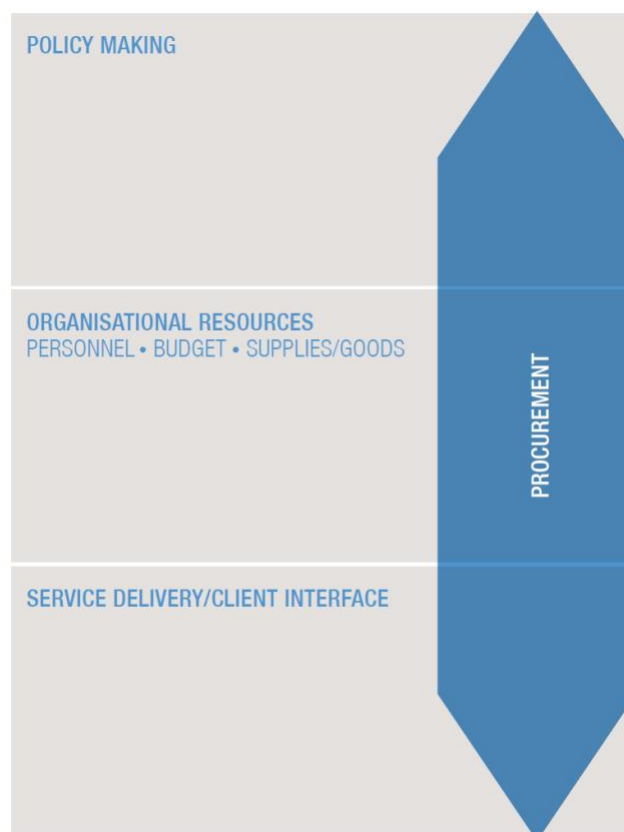 POLICY MAKING
ORGANISATIONAL RESOURCES
PERSONNEL • BUDGET • SUPPLIES/GOODS
PROCUREMENT
SERVICE DELIVERY/CLIENT INTERFACE